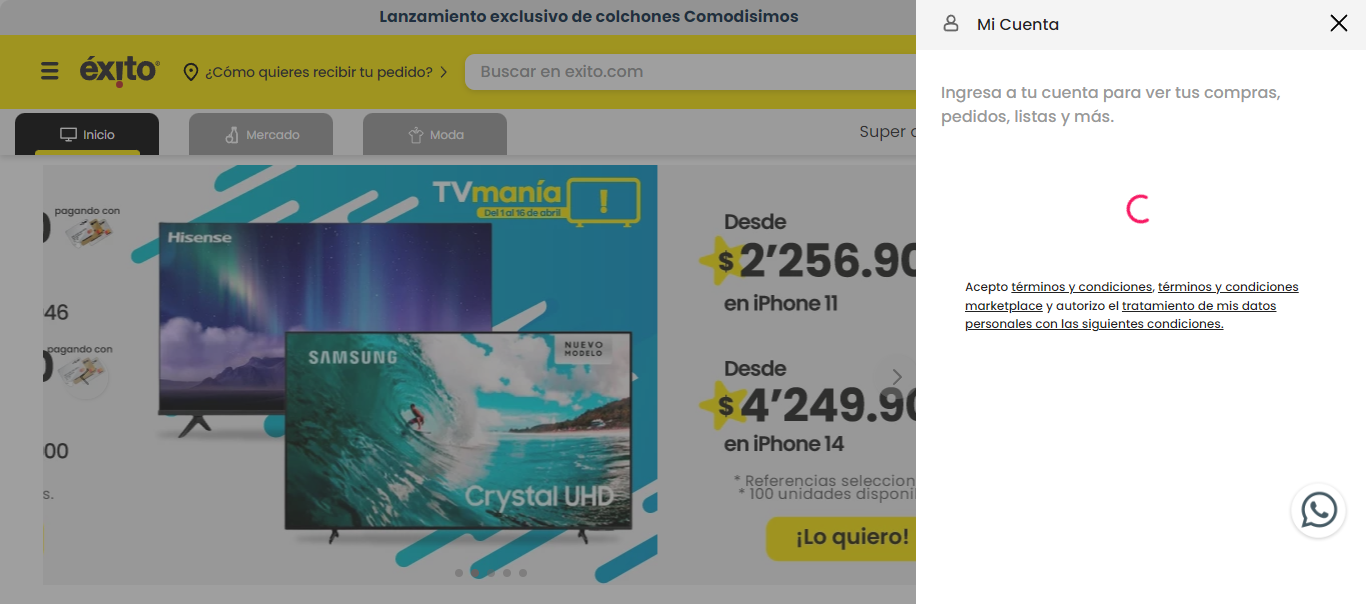 Lanzamiento exclusivo de colchones Comodisimos
Mi Cuenta
éxito
¿Cómo quieres recibir tu pedido?
Buscar en exito.com
Inicio
Mercado
Moda
Super
Ingresa a tu cuenta para ver tus compras,
pedidos, listas y más.
Acepto términos y condiciones, términos y condiciones
marketplace y autorizo el tratamiento de mis datos
personales con las siguientes condiciones.
pagando con
46
pagando con
00
s.
TVmanía
Del 1 al 16 de abril
!
Hisense
SAMSUNG
NUEVO
MODELO
Crystal UHD
Desde
$ 2'256.90
en iPhone 11
Desde
$ 4'249.90
en iPhone 14
* Referencias seleccion
* 100 unidades disponi
¡Lo quiero!